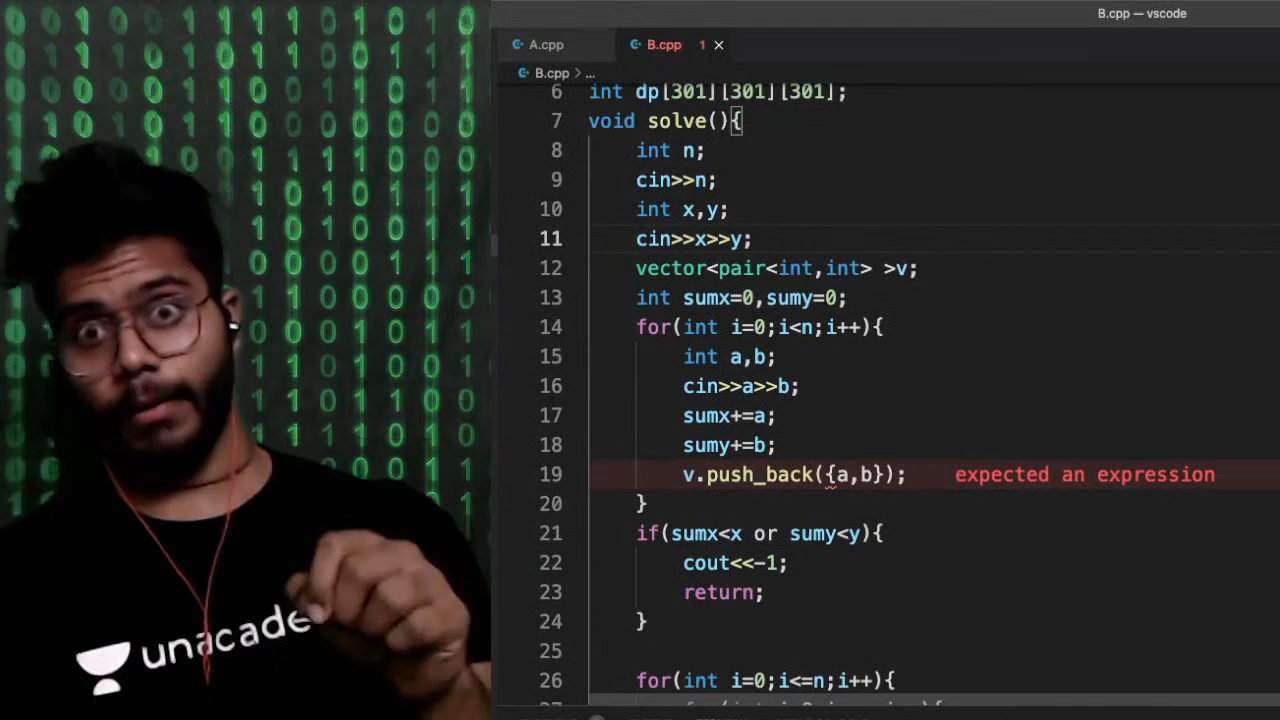 B.cpp — vscode
A.cpp
B.cpp 1 ×
B.cpp > ...
6 int dp[301][301][301];
7 void solve(){
8 int n;
9 cin>>n;
10 int x,y;
11 cin>>x>>y;
12 vector<pair<int,int> >v;
13 int sumx=0,sumy=0;
14 for(int i=0;i<n;i++){
15 int a,b;
16 cin>>a>>b;
17 sumx+=a;
18 sumy+=b;
19 v.push_back({a,b}); expected an expression
20 }
21 if(sumx<x or sumy<y){
22 cout<<-1;
23 return;
24 }
25
26 for(int i=0;i<=n;i++){
unacade